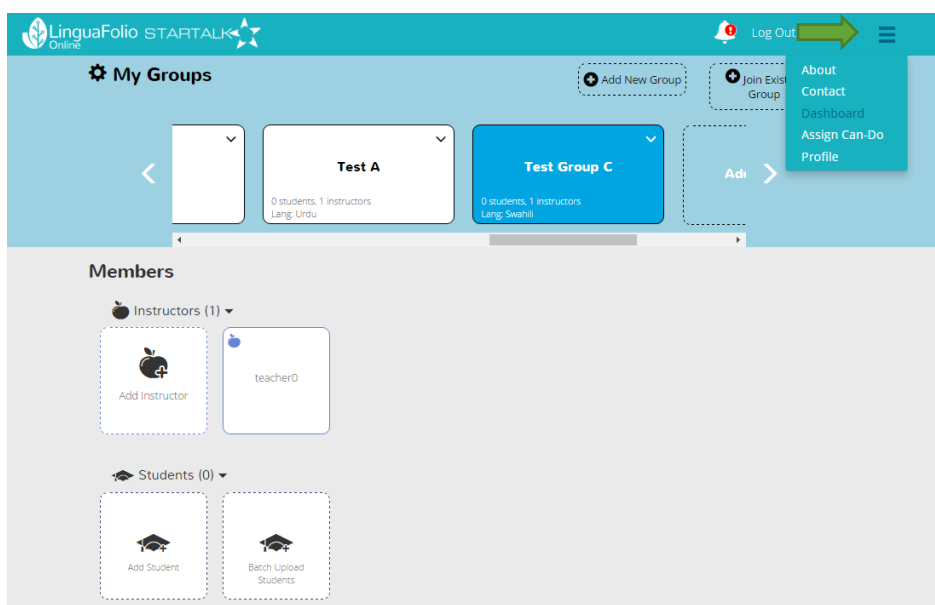 LinguaFolio STARTALK
Online
Log Out
About
Contact
Dashboard
Assign Can-Do
Profile
My Groups
Add New Group
Join Exist
Group
Test A
0 students, 1 instructors
Lang: Urdu
Test Group C
0 students, 1 instructors
Lang: Swahili
Members
Instructors (1)
Add Instructor
teacher0
Students (0)
Add Student
Batch Upload
Students